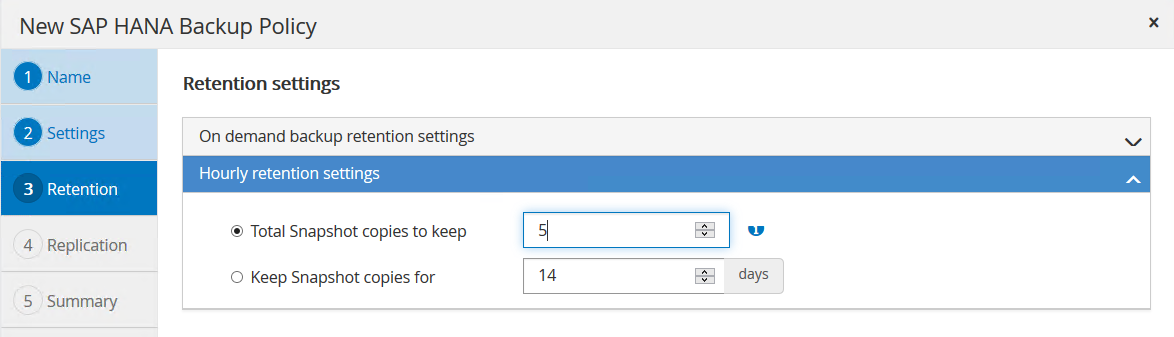 New SAP HANA Backup Policy ×
1 Name
2 Settings
3 Retention
4 Replication
5 Summary
Retention settings
On demand backup retention settings
Hourly retention settings
Total Snapshot copies to keep 5
Keep Snapshot copies for 14 days